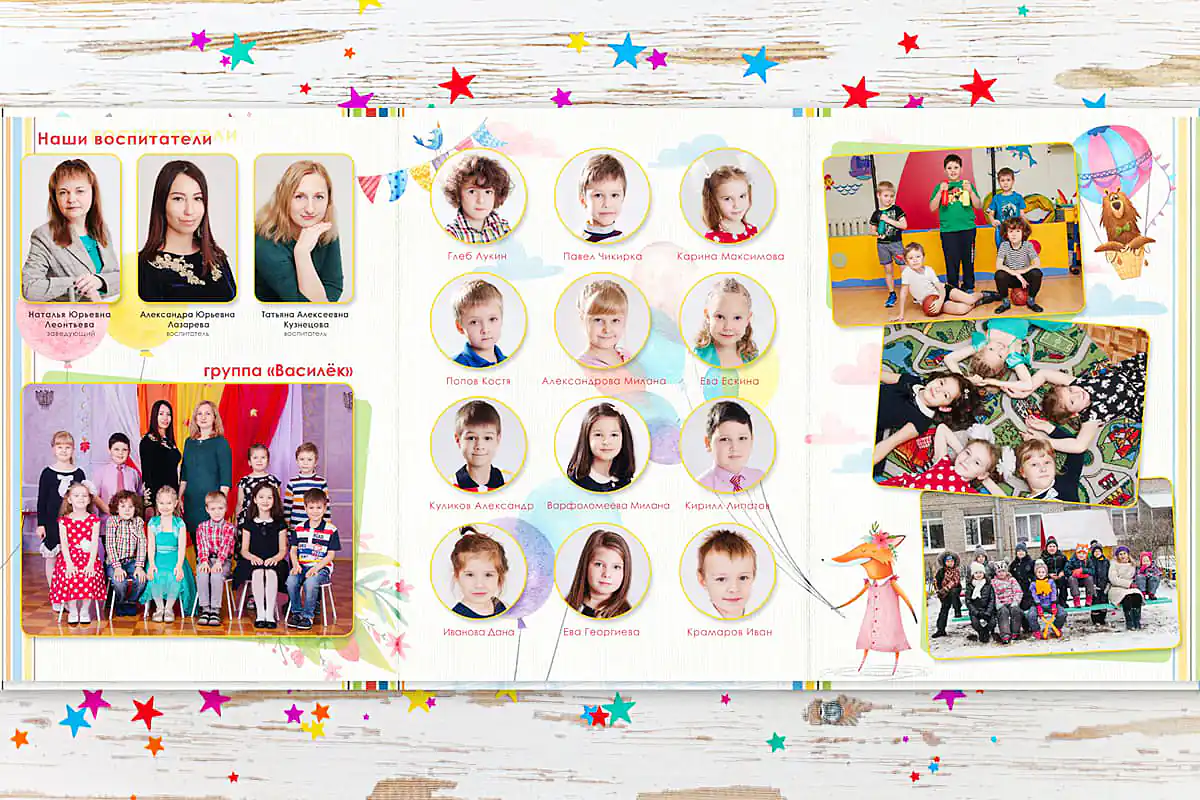 Наши воспитатели
Наталья Юрьевна
Леонтьева
заведующий
Александра Юрьевна
Лазарева
воспитатель
Татьяна Алексеевна
Кузнецова
воспитатель
группа «Василёк»
Глеб Лукин
Павел Чикирка
Карина Максимова
Попов Костя
Александрова Милана
Ева Ескина
Куликов Александр
Варфоломеева Милана
Кирилл Липатов
Иванова Дана
Ева Георгиева
Крамаров Иван